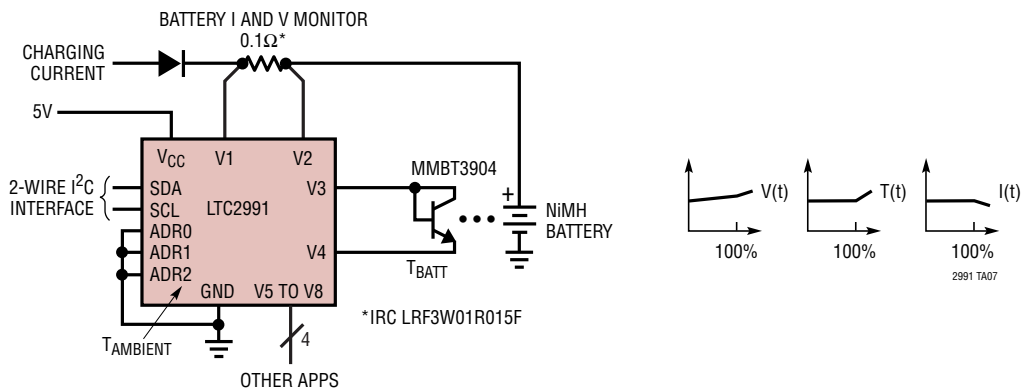 BATTERY I AND V MONITOR
0.1Ω*
CHARGING
CURRENT
5V
VCC
V1
V2
2-WIRE I2C
INTERFACE
SDA
SCL
ADR0
ADR1
ADR2
LTC2991
V3
V4
GND
V5 TO V8
TAMBIENT
4
OTHER APPS
MMBT3904
TBATT
+
NiMH
BATTERY
*IRC LRF3W01R015F
V(t)
100%
T(t)
100%
I(t)
100%
2991 TA07